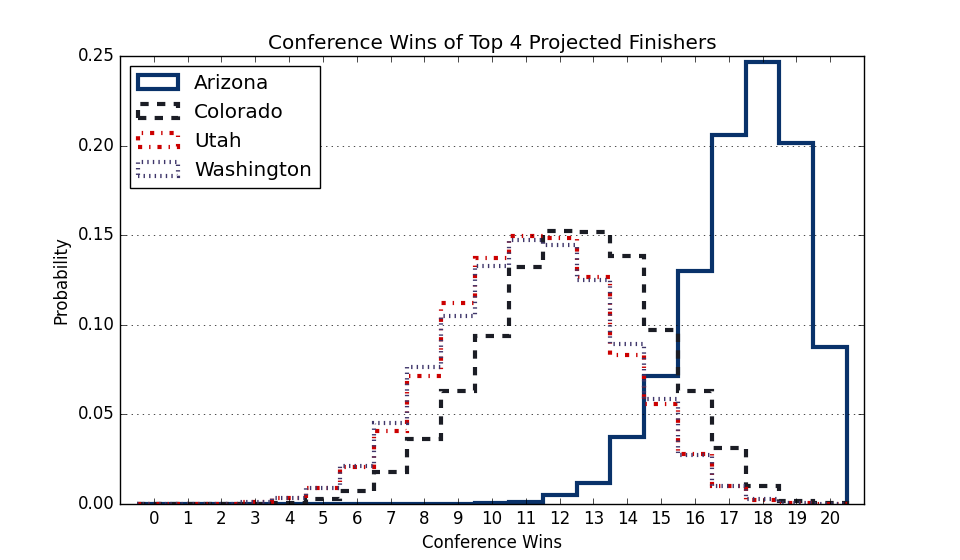 Conference Wins of Top 4 Projected Finishers
Arizona
Colorado
Utah
Washington
Probability
0.25
0.20
0.15
0.10
0.05
0.00
0 1 2 3 4 5 6 7 8 9 10 11 12 13 14 15 16 17 18 19 20
Conference Wins